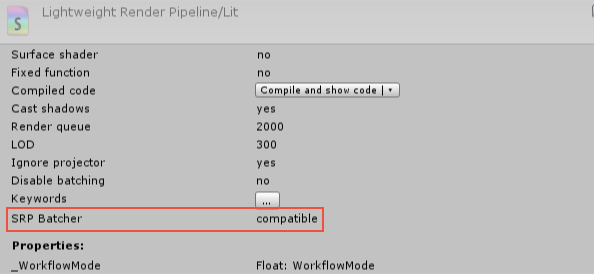 Lightweight Render Pipeline/Lit
S
Surface shader no
Fixed function no
Compiled code Compile and show code | ▾
Cast shadows yes
Render queue 2000
LOD 300
Ignore projector yes
Disable batching no
Keywords ...
SRP Batcher compatible
Properties:
_WorkflowMode Float: WorkflowMode